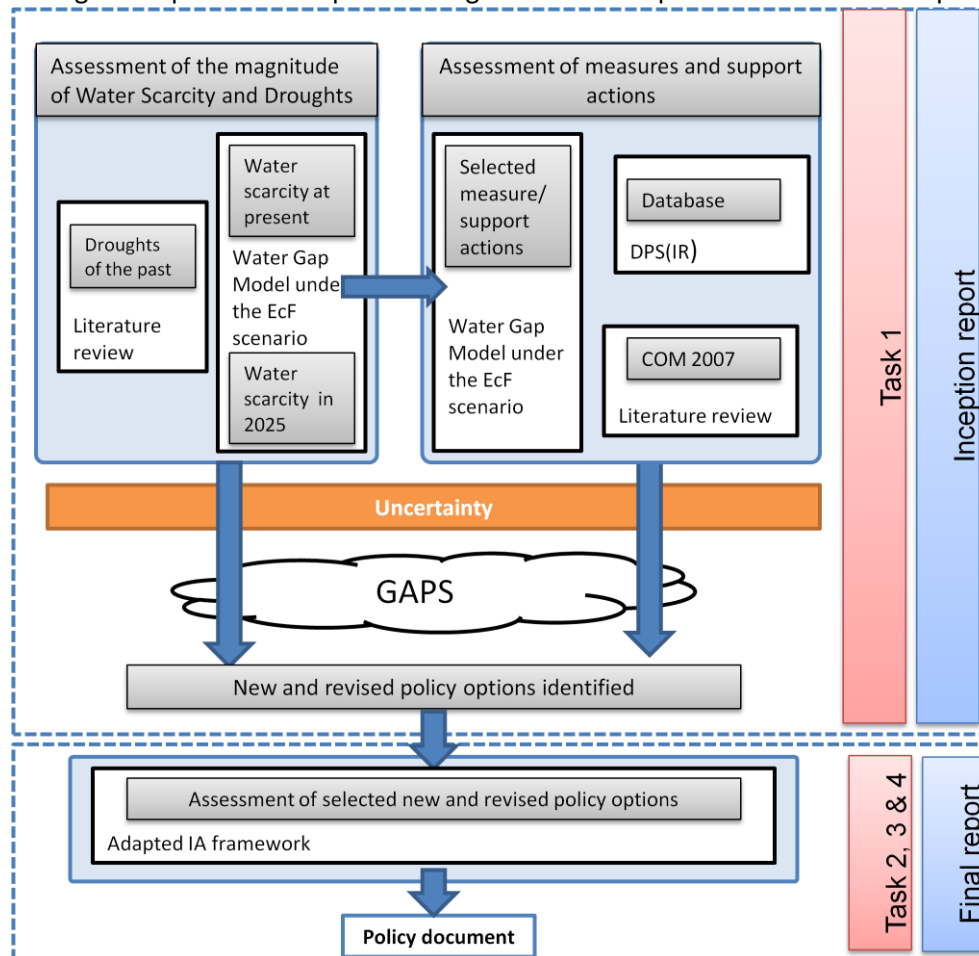 Assessment of the magnitude
of Water Scarcity and Droughts
Droughts
of the past
Literature
review
Water
scarcity at
present
Water Gap
Model under
the EcF
scenario
Water
scarcity in
2025
Assessment of measures and support
actions
Selected
measure/
support
actions
Water Gap
Model under
the EcF
scenario
Database
DPS(IR)
COM 2007
Literature review
Uncertainty
GAPS
New and revised policy options identified
Task 1
Inception report
Assessment of selected new and revised policy options
Adapted IA framework
Policy document
Task 2, 3 & 4
Final report